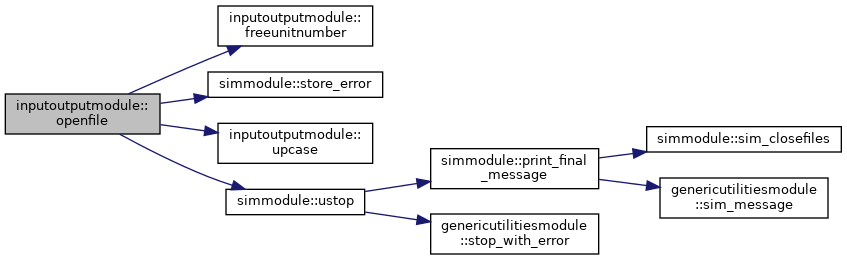 inputoutputmodule::
openfile
inputoutputmodule::
freeunitnumber
simmodule::store_error
inputoutputmodule::
upcase
simmodule::ustop
simmodule::print_final
_message
genericutilitiesmodule
::stop_with_error
simmodule::sim_closefiles
genericutilitiesmodule
::sim_message